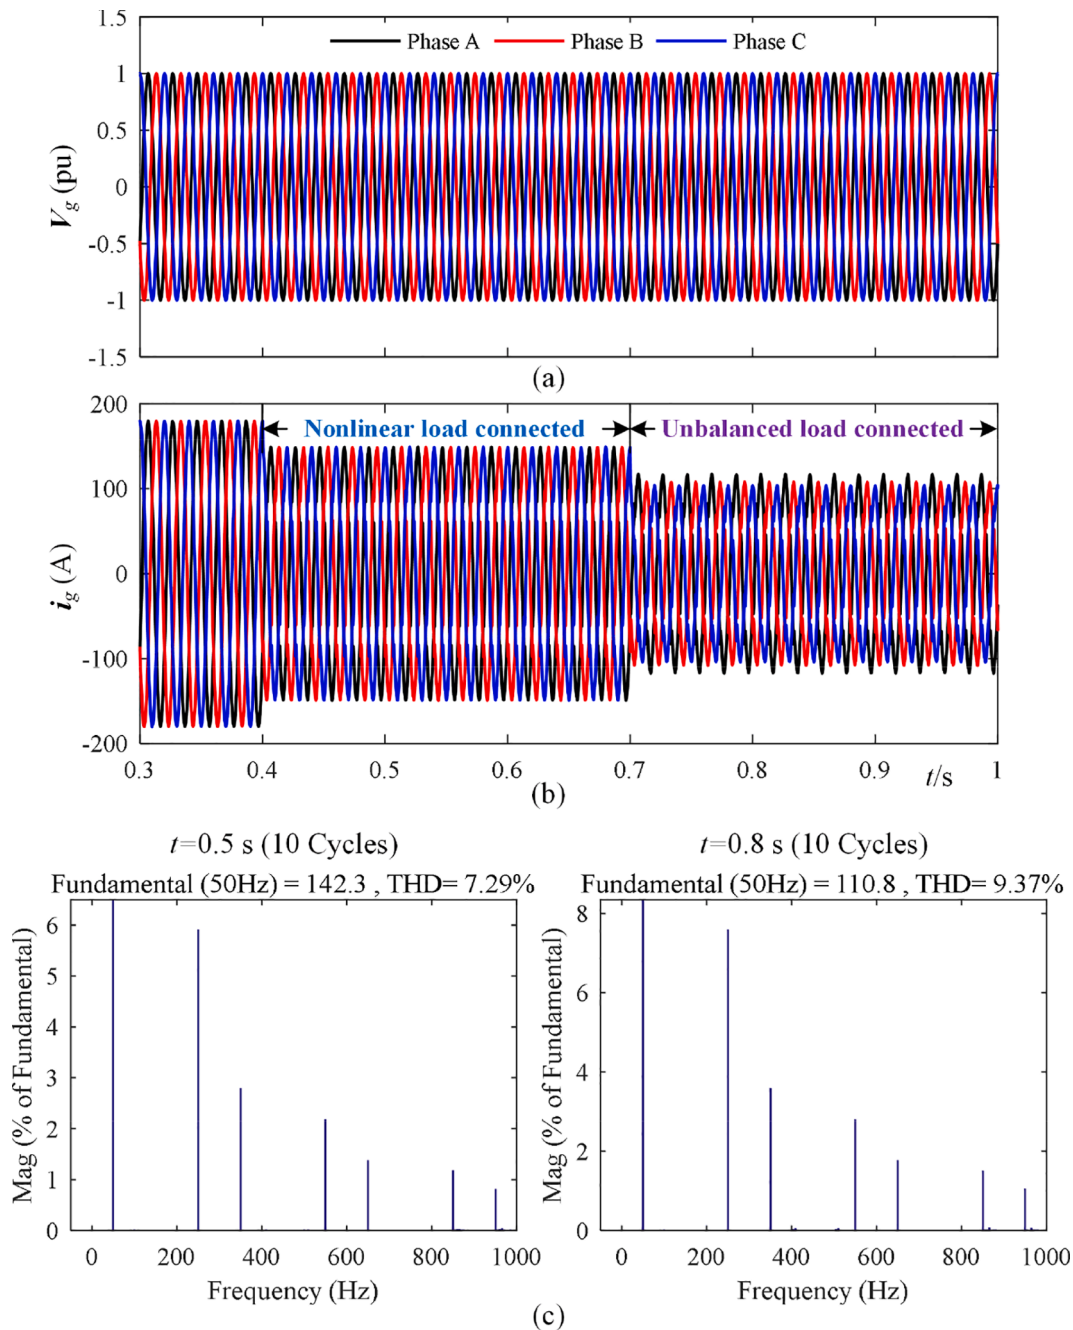 1.5
Phase A Phase B Phase C
1
0.5
0
-0.5
-1
-1.5
Vg (pu)
(a)
200
Nonlinear load connected Unbalanced load connected
100
0
-100
-200
ig (A)
0.3 0.4 0.5 0.6 0.7 0.8 0.9 t/s 1
(b)
t=0.5 s (10 Cycles)
Fundamental (50Hz) = 142.3 , THD= 7.29%
6
5
4
3
2
1
0
Mag (% of Fundamental)
0 200 400 600 800 1000
Frequency (Hz)
t=0.8 s (10 Cycles)
Fundamental (50Hz) = 110.8 , THD= 9.37%
8
6
4
2
0
Mag (% of Fundamental)
0 200 400 600 800 1000
Frequency (Hz)
(c)